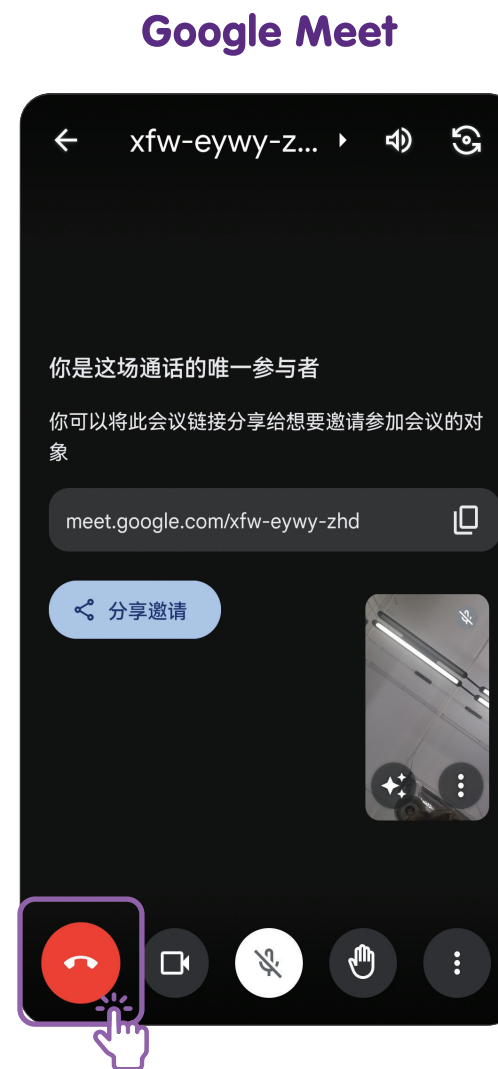 Google Meet
xfw-eywy-z...
你是这场通话的唯一参与者
你可以将此会议链接分享给想要邀请参加会议的对
象
meet.google.com/xfw-eywy-zhd
分享邀请